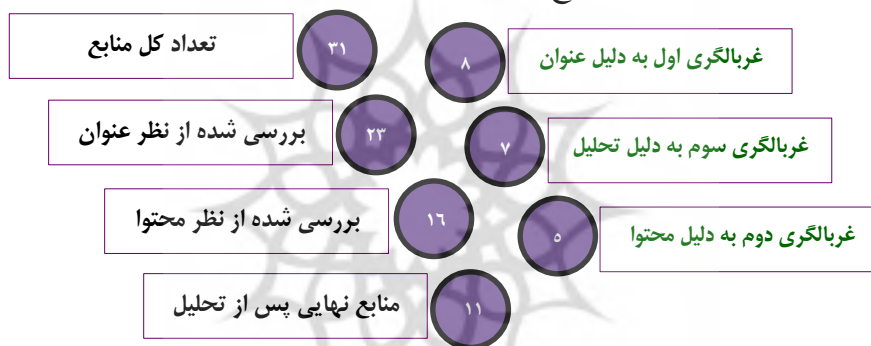 تعداد کل منابع
۳۱
۸
غربالگری اول به دلیل عنوان
بررسی شده از نظر عنوان
۲۳
۷
غربالگری سوم به دلیل تحلیل
بررسی شده از نظر محتوا
۱۶
۵
غربالگری دوم به دلیل محتوا
منابع نهایی پس از تحلیل
۱۱